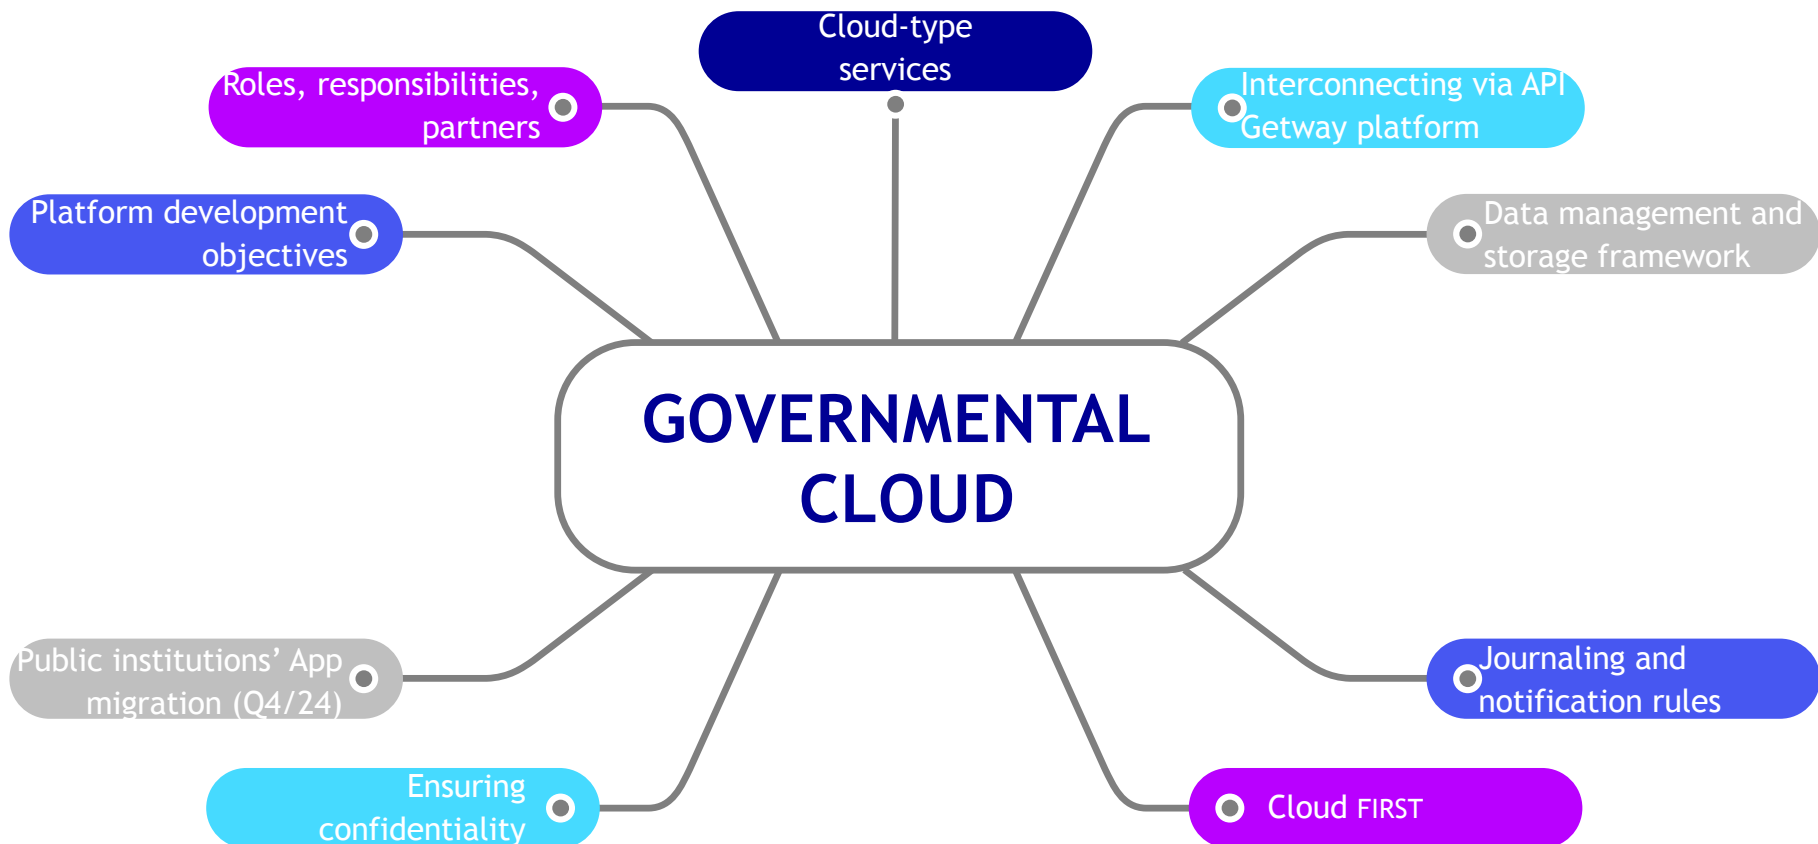 Cloud-type
services
Roles, responsibilities,
partners
Interconnecting via API
Getway platform
Platform development
objectives
Data management and
storage framework
GOVERNMENTAL
CLOUD
Public institutions’ App
migration (Q4/24)
Journaling and
notification rules
Ensuring
confidentiality
Cloud FIRST